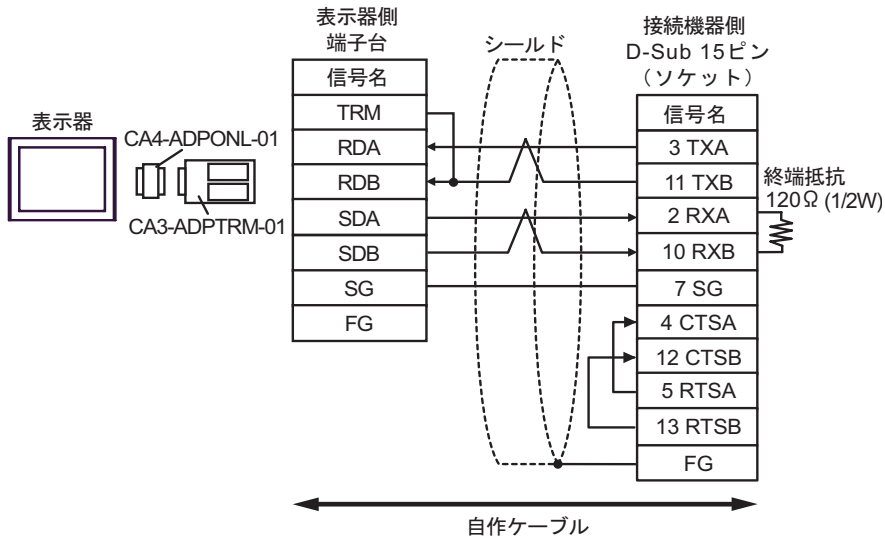 表示器
CA4-ADPONL-01
CA3-ADPTRM-01
表示器側
端子台
信号名
TRM
RDA
RDB
SDA
SDB
SG
FG
シールド
接続機器側
D-Sub 15ピン
(ソケット)
信号名
3 TXA
11 TXB
2 RXA
10 RXB
7 SG
4 CTSA
12 CTSB
5 RTSA
13 RTSB
FG
終端抵抗
120Ω (1/2W)
自作ケーブル